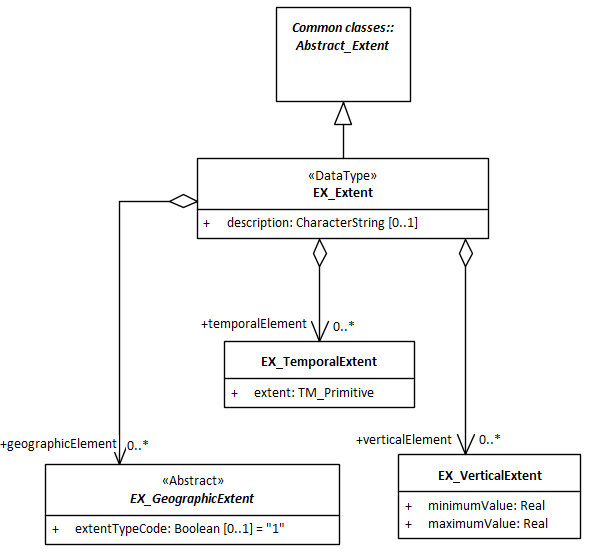 Common classes::
Abstract_Extent
«DataType»
EX_Extent
+ description: CharacterString [0..1]
+temporalElement 0..*
EX_TemporalExtent
+ extent: TM_Primitive
+geographicElement 0..*
+verticalElement 0..*
«Abstract»
EX_GeographicExtent
+ extentTypeCode: Boolean [0..1] = "1"
EX_VerticalExtent
+ minimumValue: Real
+ maximumValue: Real